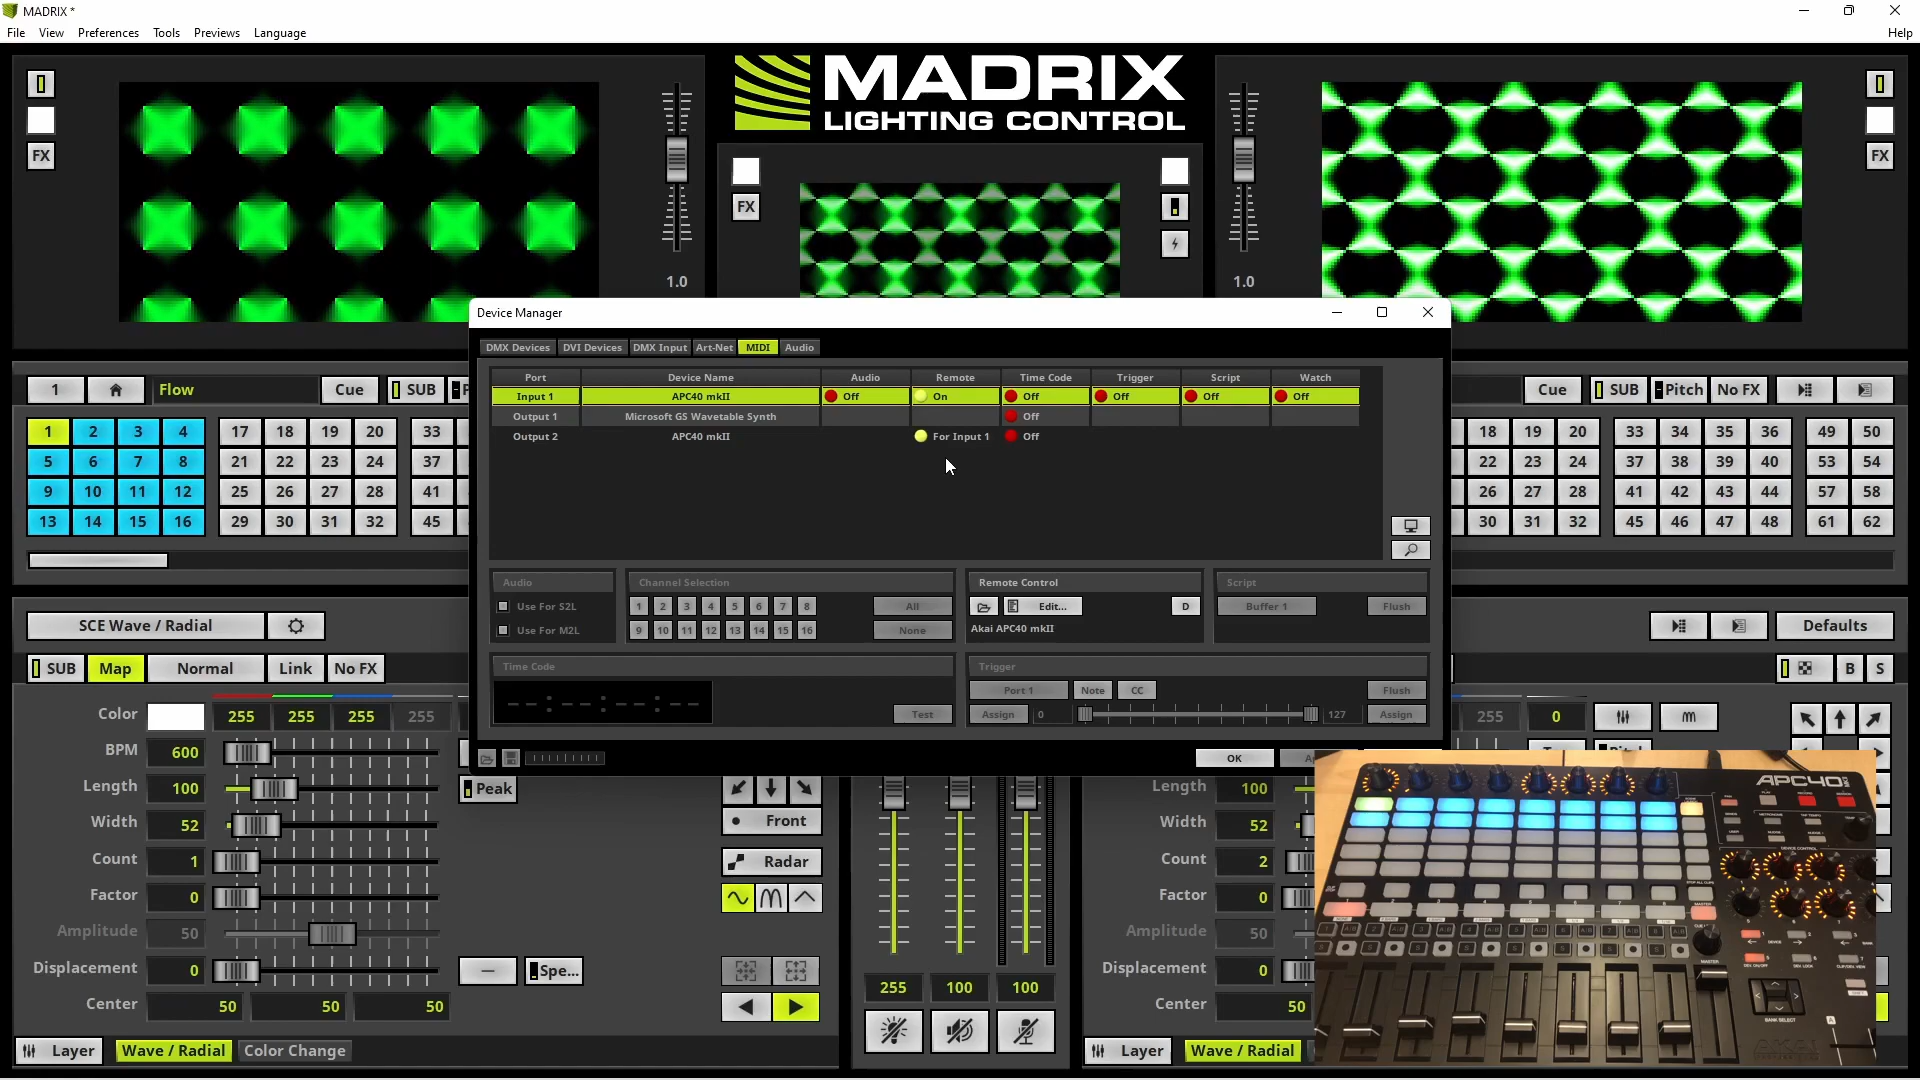 MADRIX *
File View Preferences Tools Previews Language Help
MADRIX
LIGHTING CONTROL
FX FX FX
1.0 1.0
Device Manager
DMX Devices DVI Devices DMX Input Art-Net MIDI Audio
Port Device Name Audio Remote Time Code Trigger Script Watch
Input 1 APC40 mkII Off On Off Off Off Off
Output 1 Microsoft GS Wavetable Synth Off
Output 2 APC40 mkII For Input 1 Off
Audio Channel Selection Remote Control Script
Use For S2L 1 2 3 4 5 6 7 8 All Edit... D Buffer 1 Flush
Use For M2L 9 10 11 12 13 14 15 16 None Akai APC40 mkII
Time Code Trigger
Port 1 Note CC Flush
-- : -- : -- : -- Test Assign 0 127 Assign
OK
1 Flow Cue SUB
1 2 3 4 17 18 19 20 33
5 6 7 8 21 22 23 24 37
9 10 11 12 25 26 27 28 41
13 14 15 16 29 30 31 32 45
Cue SUB Pitch No FX
18 19 20 33 34 35 36 49 50
22 23 24 37 38 39 40 53 54
26 27 28 41 42 43 44 57 58
30 31 32 45 46 47 48 61 62
SCE Wave / Radial
SUB Map Normal Link No FX
Color 255 255 255 255
BPM 600
Length 100 Peak
Width 52 Front
Count 1 Radar
Factor 0
Amplitude 50
Displacement 0 — Spe...
Center 50 50 50
Layer Wave / Radial Color Change
255 100 100
Defaults
B S
255 0
Pitch
Length 100
Width 52
Count 2
Factor 0
Amplitude 50
Displacement 0
Center 50
Layer Wave / Radial
APC40
DEVICE CONTROL
MASTER
BANK SELECT
AKAI